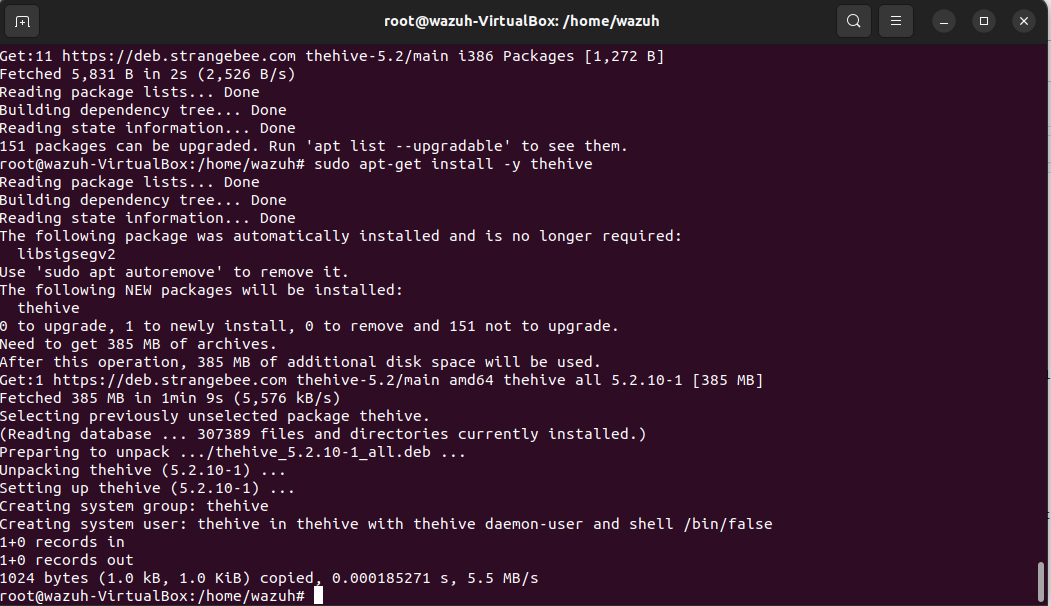 root@wazuh-VirtualBox: /home/wazuh
Get:11 https://deb.strangebee.com thehive-5.2/main i386 Packages [1,272 B]
Fetched 5,831 B in 2s (2,526 B/s)
Reading package lists... Done
Building dependency tree... Done
Reading state information... Done
151 packages can be upgraded. Run 'apt list --upgradable' to see them.
root@wazuh-VirtualBox:/home/wazuh# sudo apt-get install -y thehive
Reading package lists... Done
Building dependency tree... Done
Reading state information... Done
The following package was automatically installed and is no longer required:
  libsigsegv2
Use 'sudo apt autoremove' to remove it.
The following NEW packages will be installed:
  thehive
0 to upgrade, 1 to newly install, 0 to remove and 151 not to upgrade.
Need to get 385 MB of archives.
After this operation, 385 MB of additional disk space will be used.
Get:1 https://deb.strangebee.com thehive-5.2/main amd64 thehive all 5.2.10-1 [385 MB]
Fetched 385 MB in 1min 9s (5,576 kB/s)
Selecting previously unselected package thehive.
(Reading database ... 307389 files and directories currently installed.)
Preparing to unpack .../thehive_5.2.10-1_all.deb ...
Unpacking thehive (5.2.10-1) ...
Setting up thehive (5.2.10-1) ...
Creating system group: thehive
Creating system user: thehive in thehive with thehive daemon-user and shell /bin/false
1+0 records in
1+0 records out
1024 bytes (1.0 kB, 1.0 KiB) copied, 0.000185271 s, 5.5 MB/s
root@wazuh-VirtualBox:/home/wazuh#